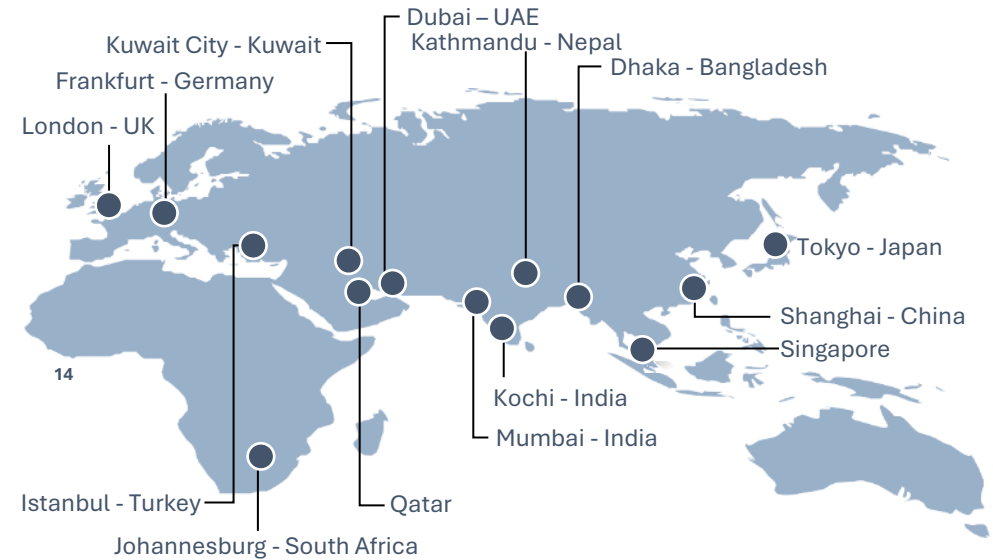 Dubai – UAE
Kathmandu - Nepal
Kuwait City - Kuwait
Dhaka - Bangladesh
Frankfurt - Germany
London - UK
Tokyo - Japan
Shanghai - China
Singapore
14
Kochi - India
Mumbai - India
Istanbul - Turkey
Qatar
Johannesburg - South Africa